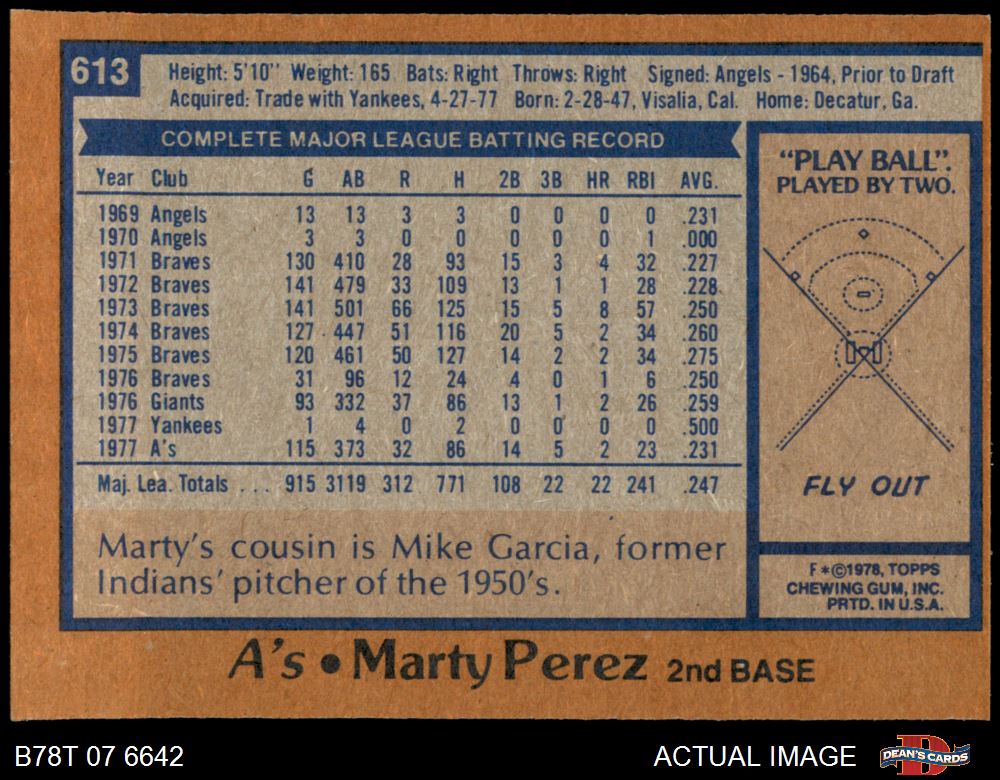 613
Height: 5'10" Weight: 165 Bats: Right Throws: Right Signed: Angels - 1964, Prior to Draft
Acquired: Trade with Yankees, 4-27-77 Born: 2-28-47, Visalia, Cal. Home: Decatur, Ga.
COMPLETE MAJOR LEAGUE BATTING RECORD
Year Club G AB R H 2B 3B HR RBI AVG.
1969 Angels 13 13 3 3 0 0 0 0 .231
1970 Angels 3 3 0 0 0 0 0 1 .000
1971 Braves 130 410 28 93 15 3 4 32 .227
1972 Braves 141 479 33 109 13 1 1 28 .228
1973 Braves 141 501 66 125 15 5 8 57 .250
1974 Braves 127 447 51 116 20 5 2 34 .260
1975 Braves 120 461 50 127 14 2 2 34 .275
1976 Braves 31 96 12 24 4 0 1 6 .250
1976 Giants 93 332 37 86 13 1 2 26 .259
1977 Yankees 1 4 0 2 0 0 0 0 .500
1977 A's 115 373 32 86 14 5 2 23 .231
Maj. Lea. Totals . . . 915 3119 312 771 108 22 22 241 .247
Marty's cousin is Mike Garcia, former
Indians' pitcher of the 1950's.
"PLAY BALL".
PLAYED BY TWO.
FLY OUT
F*©1978, TOPPS
CHEWING GUM, INC.
PRTD. IN U.S.A.
A's • Marty Perez 2nd BASE
B78T 07 6642
ACTUAL IMAGE
DEAN'S CARDS